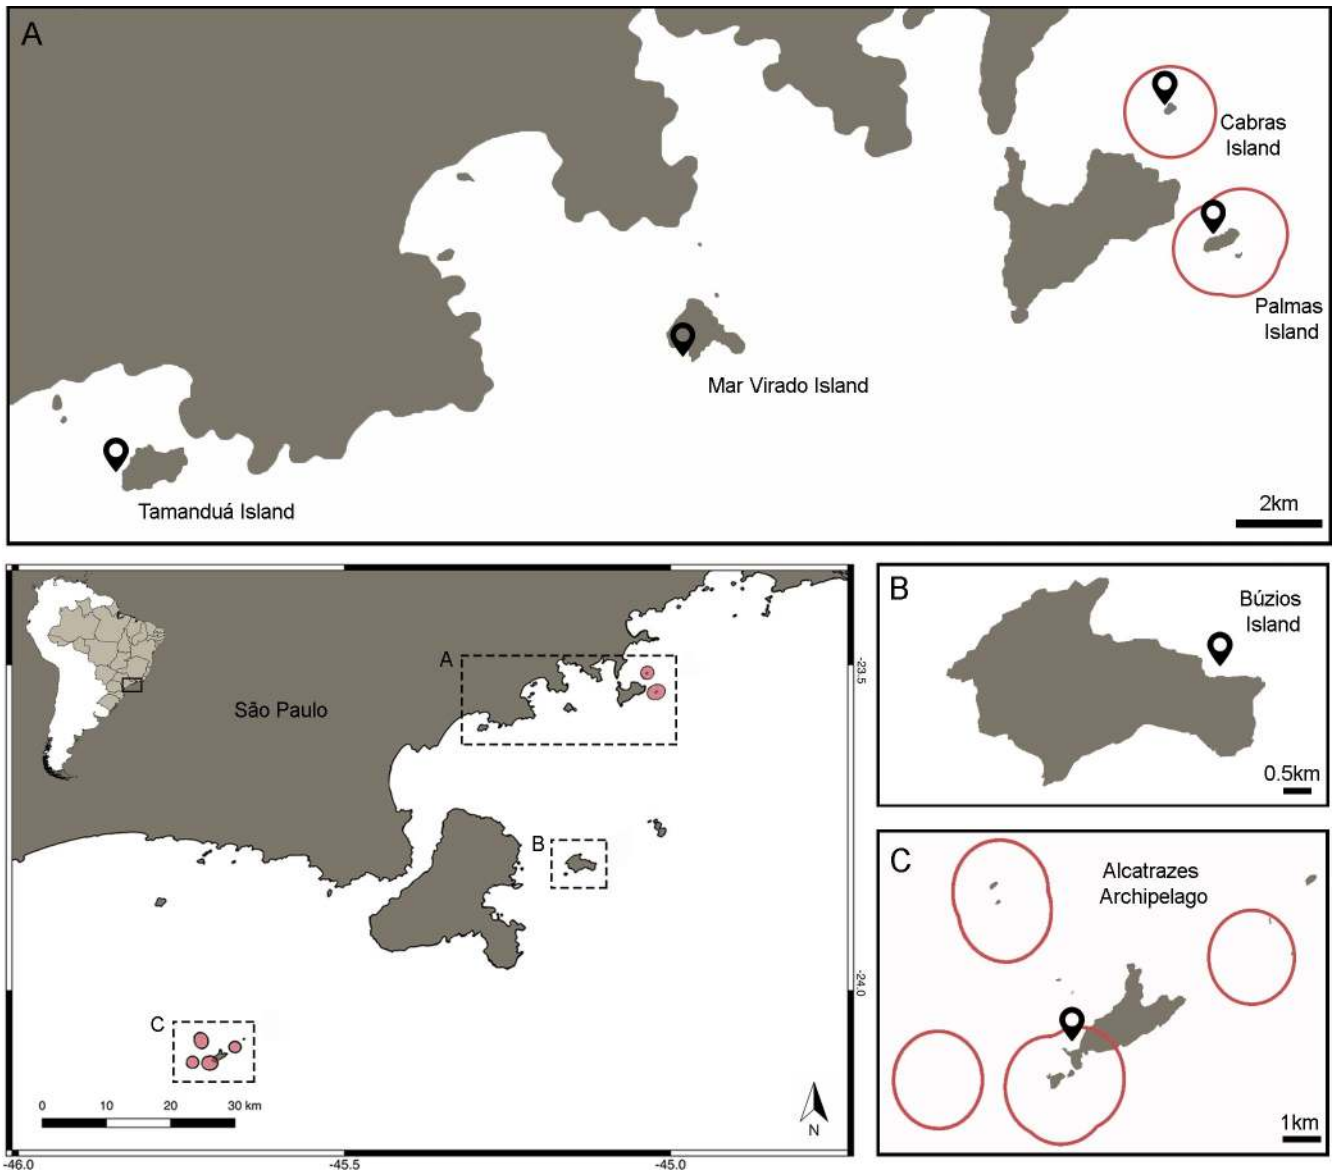 A
Cabras
Island
Palmas
Island
Mar Virado Island
Tamanduá Island
2km
A
São Paulo
B
C
0 10 20 30 km
N
-23.5
-24.0
-46.0 -45.5 -45.0
B
Búzios
Island
0.5km
C
Alcatrazes
Archipelago
1km